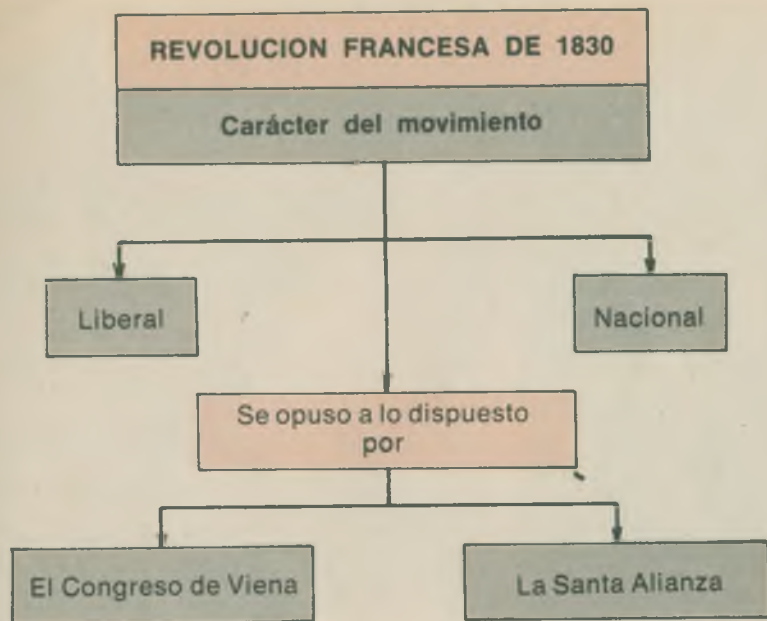 REVOLUCION FRANCESA DE 1830
Carácter del movimiento
Liberal
Nacional
Se opuso a lo dispuesto
por
El Congreso de Viena
La Santa Alianza